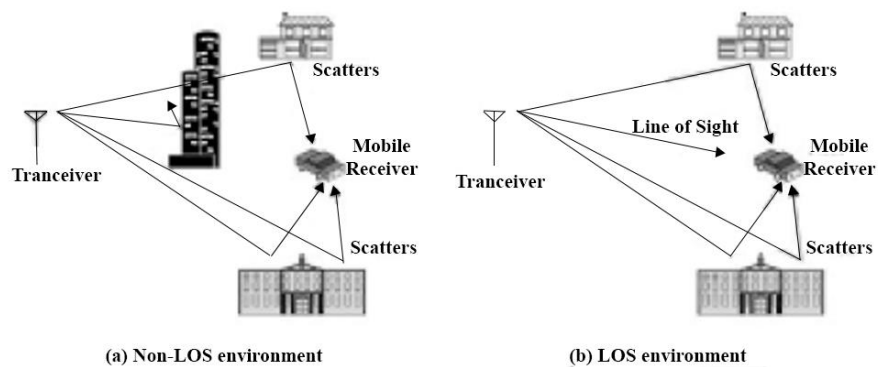 Scatters
Mobile
Receiver
Tranceiver
Scatters
(a) Non-LOS environment
Scatters
Line of Sight
Mobile
Receiver
Tranceiver
Scatters
(b) LOS environment